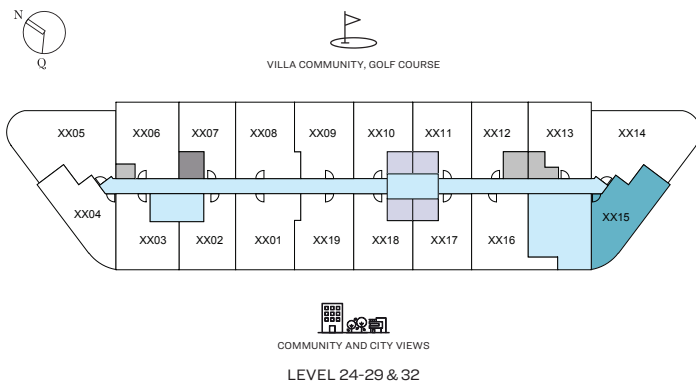 N
Q
VILLA COMMUNITY, GOLF COURSE
XX05 XX06 XX07 XX08 XX09 XX10 XX11 XX12 XX13 XX14
XX04 XX15
XX03 XX02 XX01 XX19 XX18 XX17 XX16
COMMUNITY AND CITY VIEWS
LEVEL 24-29 & 32